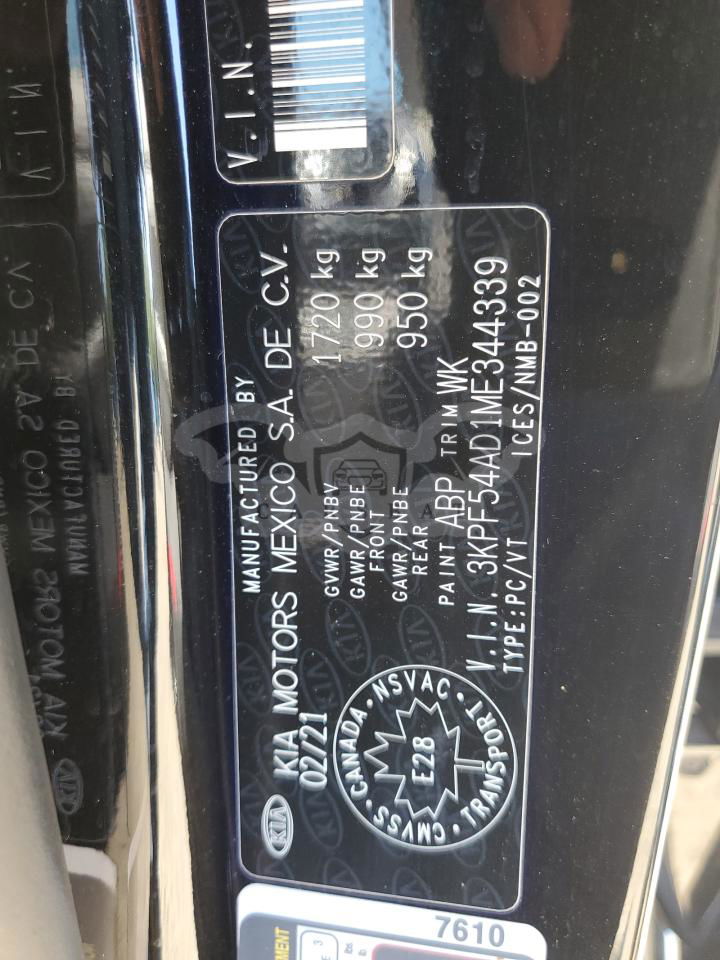 V.I.N.
MANUFACTURED BY
KIA KIA MOTORS MEXICO S.A. DE C.V.
02/21
GVWR/PNBV 1720 kg
GAWR/PNBE FRONT 990 kg
GAWR/PNBE REAR 950 kg
PAINT ABP TRIM WK
V.I.N. 3KPF54AD1ME344339
TYPE:PC/VT ICES/NMB-002
CANADA · NSVAC · TRANSPORT · CMVSS ·
E28
7610